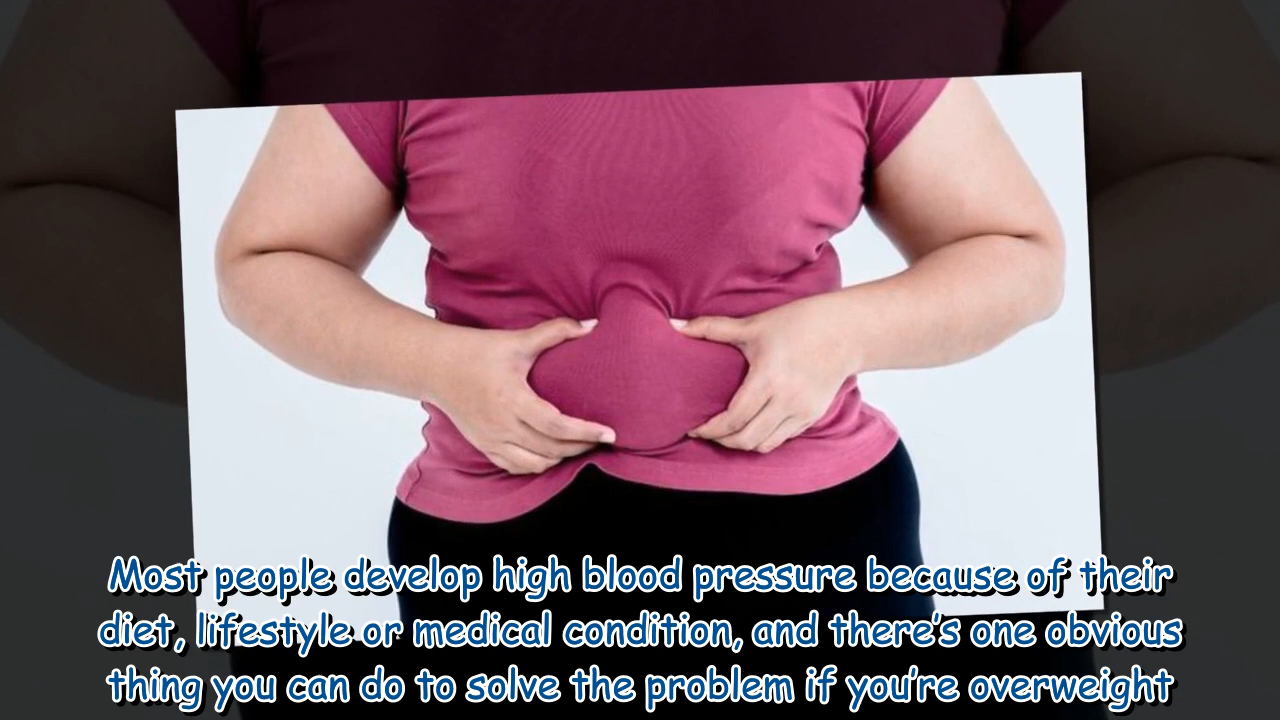 Most people develop high blood pressure because of their
diet, lifestyle or medical condition, and there's one obvious
thing you can do to solve the problem if you're overweight